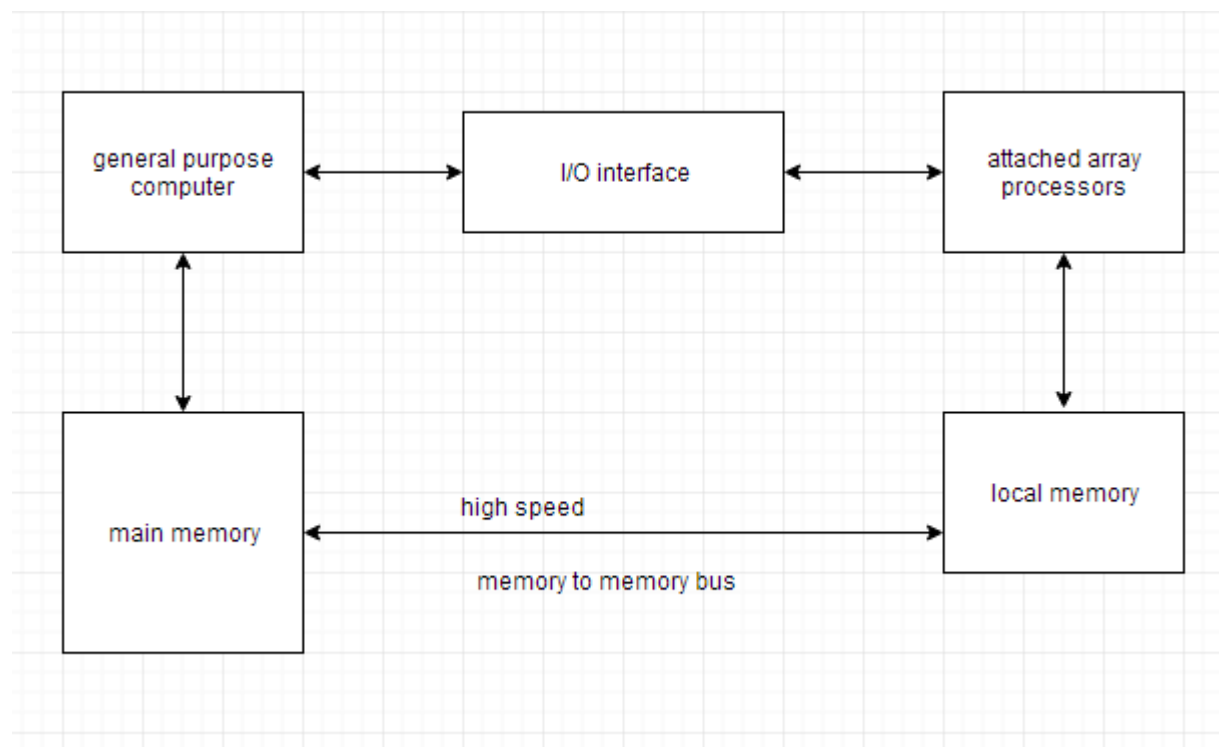 general purpose
computer
I/O interface
attached array
processors
main memory
high speed
memory to memory bus
local memory